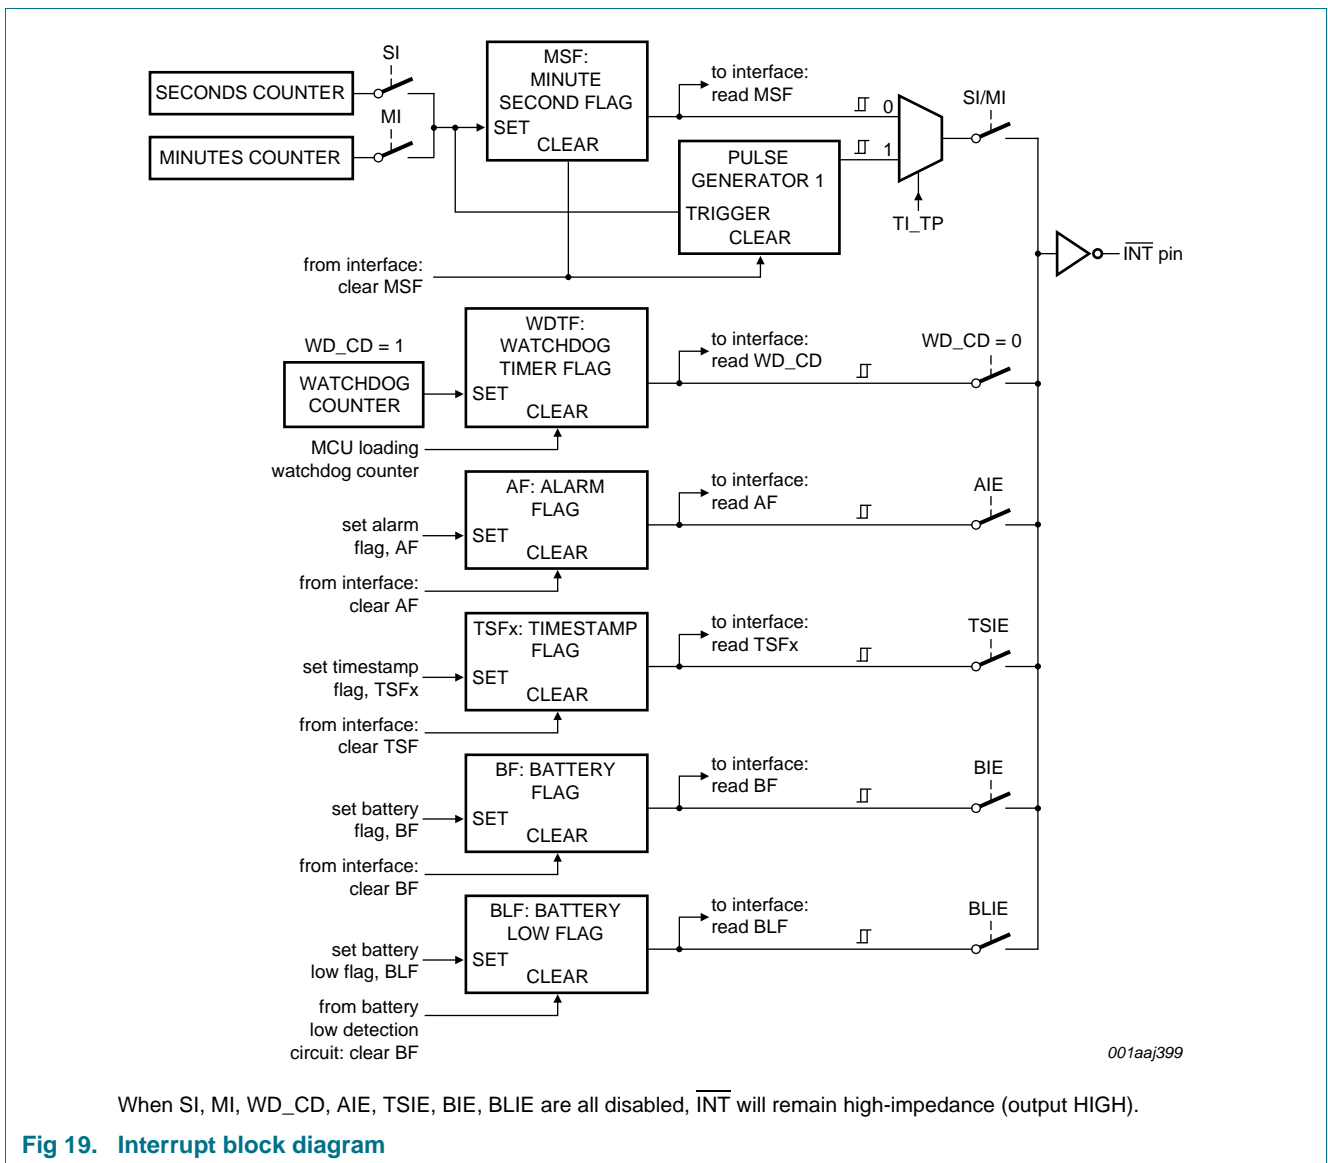 SI
SECONDS COUNTER
MI
MINUTES COUNTER
MSF:
MINUTE
SECOND FLAG
SET
CLEAR
to interface:
read MSF
0
1
SI/MI
PULSE
GENERATOR 1
TRIGGER
CLEAR
TI_TP
from interface:
clear MSF
INT pin
WD_CD = 1
WATCHDOG
COUNTER
WDTF:
WATCHDOG
TIMER FLAG
SET
CLEAR
to interface:
read WD_CD
WD_CD = 0
MCU loading
watchdog counter
AF: ALARM
FLAG
SET
CLEAR
to interface:
read AF
AIE
set alarm
flag, AF
from interface:
clear AF
TSFx: TIMESTAMP
FLAG
SET
CLEAR
to interface:
read TSFx
TSIE
set timestamp
flag, TSFx
from interface:
clear TSF
BF: BATTERY
FLAG
SET
CLEAR
to interface:
read BF
BIE
set battery
flag, BF
from interface:
clear BF
BLF: BATTERY
LOW FLAG
SET
CLEAR
to interface:
read BLF
BLIE
set battery
low flag, BLF
from battery
low detection
circuit: clear BF
001aaj399
When SI, MI, WD_CD, AIE, TSIE, BIE, BLIE are all disabled, INT will remain high-impedance (output HIGH).
Fig 19. Interrupt block diagram